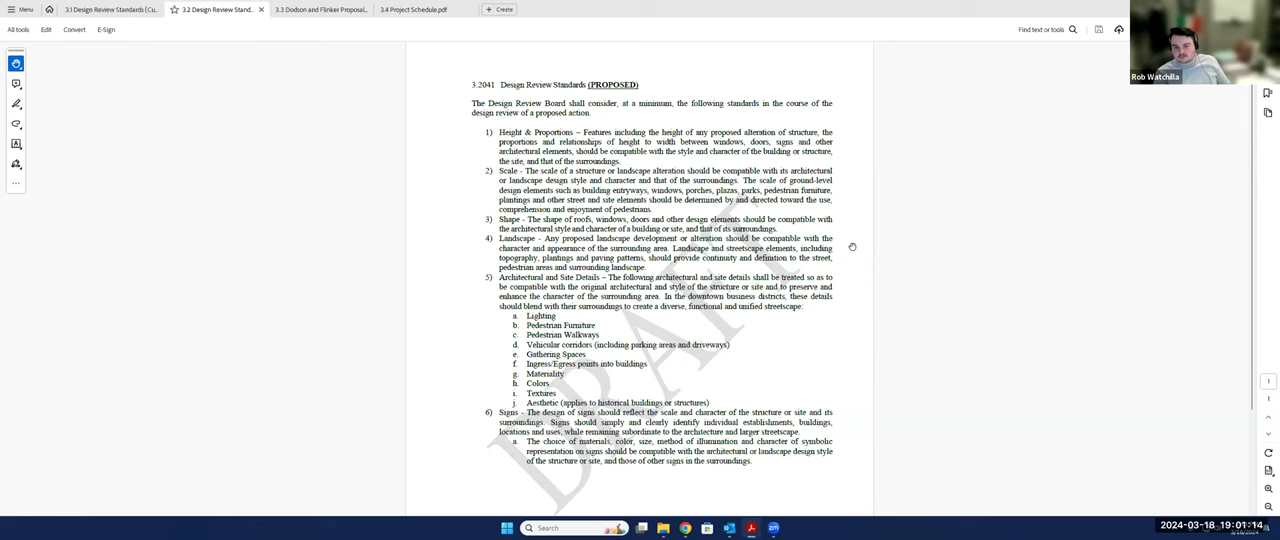 Menu
3.1 Design Review Standards (Cu...
3.2 Design Review Stand...
3.3 Dodson and Flinker Proposal...
3.4 Project Schedule.pdf
Create
All tools Edit Convert E-Sign
Find text or tools
Rob Watchilla
3.2041 Design Review Standards (PROPOSED)
The Design Review Board shall consider, at a minimum, the following standards in the course of the
design review of a proposed action.
1) Height & Proportions – Features including the height of any proposed alteration of structure, the
proportions and relationships of height to width between windows, doors, signs and other
architectural elements, should be compatible with the style and character of the building or structure,
the site, and that of the surroundings.
2) Scale - The scale of a structure or landscape alteration should be compatible with its architectural
or landscape design style and character and that of the surroundings. The scale of ground-level
design elements such as building entryways, windows, porches, plazas, parks, pedestrian furniture,
plantings and other street and site elements should be determined by and directed toward the use,
comprehension and enjoyment of pedestrians.
3) Shape - The shape of roofs, windows, doors and other design elements should be compatible with
the architectural style and character of a building or site, and that of its surroundings.
4) Landscape - Any proposed landscape development or alteration should be compatible with the
character and appearance of the surrounding area. Landscape and streetscape elements, including
topography, plantings and paving patterns, should provide continuity and definition to the street,
pedestrian areas and surrounding landscape.
5) Architectural and Site Details – The following architectural and site details shall be treated so as to
be compatible with the original architectural and style of the structure or site and to preserve and
enhance the character of the surrounding area. In the downtown business districts, these details
should blend with their surroundings to create a diverse, functional and unified streetscape:
a. Lighting
b. Pedestrian Furniture
c. Pedestrian Walkways
d. Vehicular corridors (including parking areas and driveways)
e. Gathering Spaces
f. Ingress/Egress points into buildings
g. Materiality
h. Colors
i. Textures
j. Aesthetic (applies to historical buildings or structures)
6) Signs - The design of signs should reflect the scale and character of the structure or site and its
surroundings. Signs should simply and clearly identify individual establishments, buildings,
locations and uses, while remaining subordinate to the architecture and larger streetscape.
a. The choice of materials, color, size, method of illumination and character of symbolic
representation on signs should be compatible with the architectural or landscape design style
of the structure or site, and those of other signs in the surroundings.
DRAFT
1
1
Search
2024-03-18 19:01:14